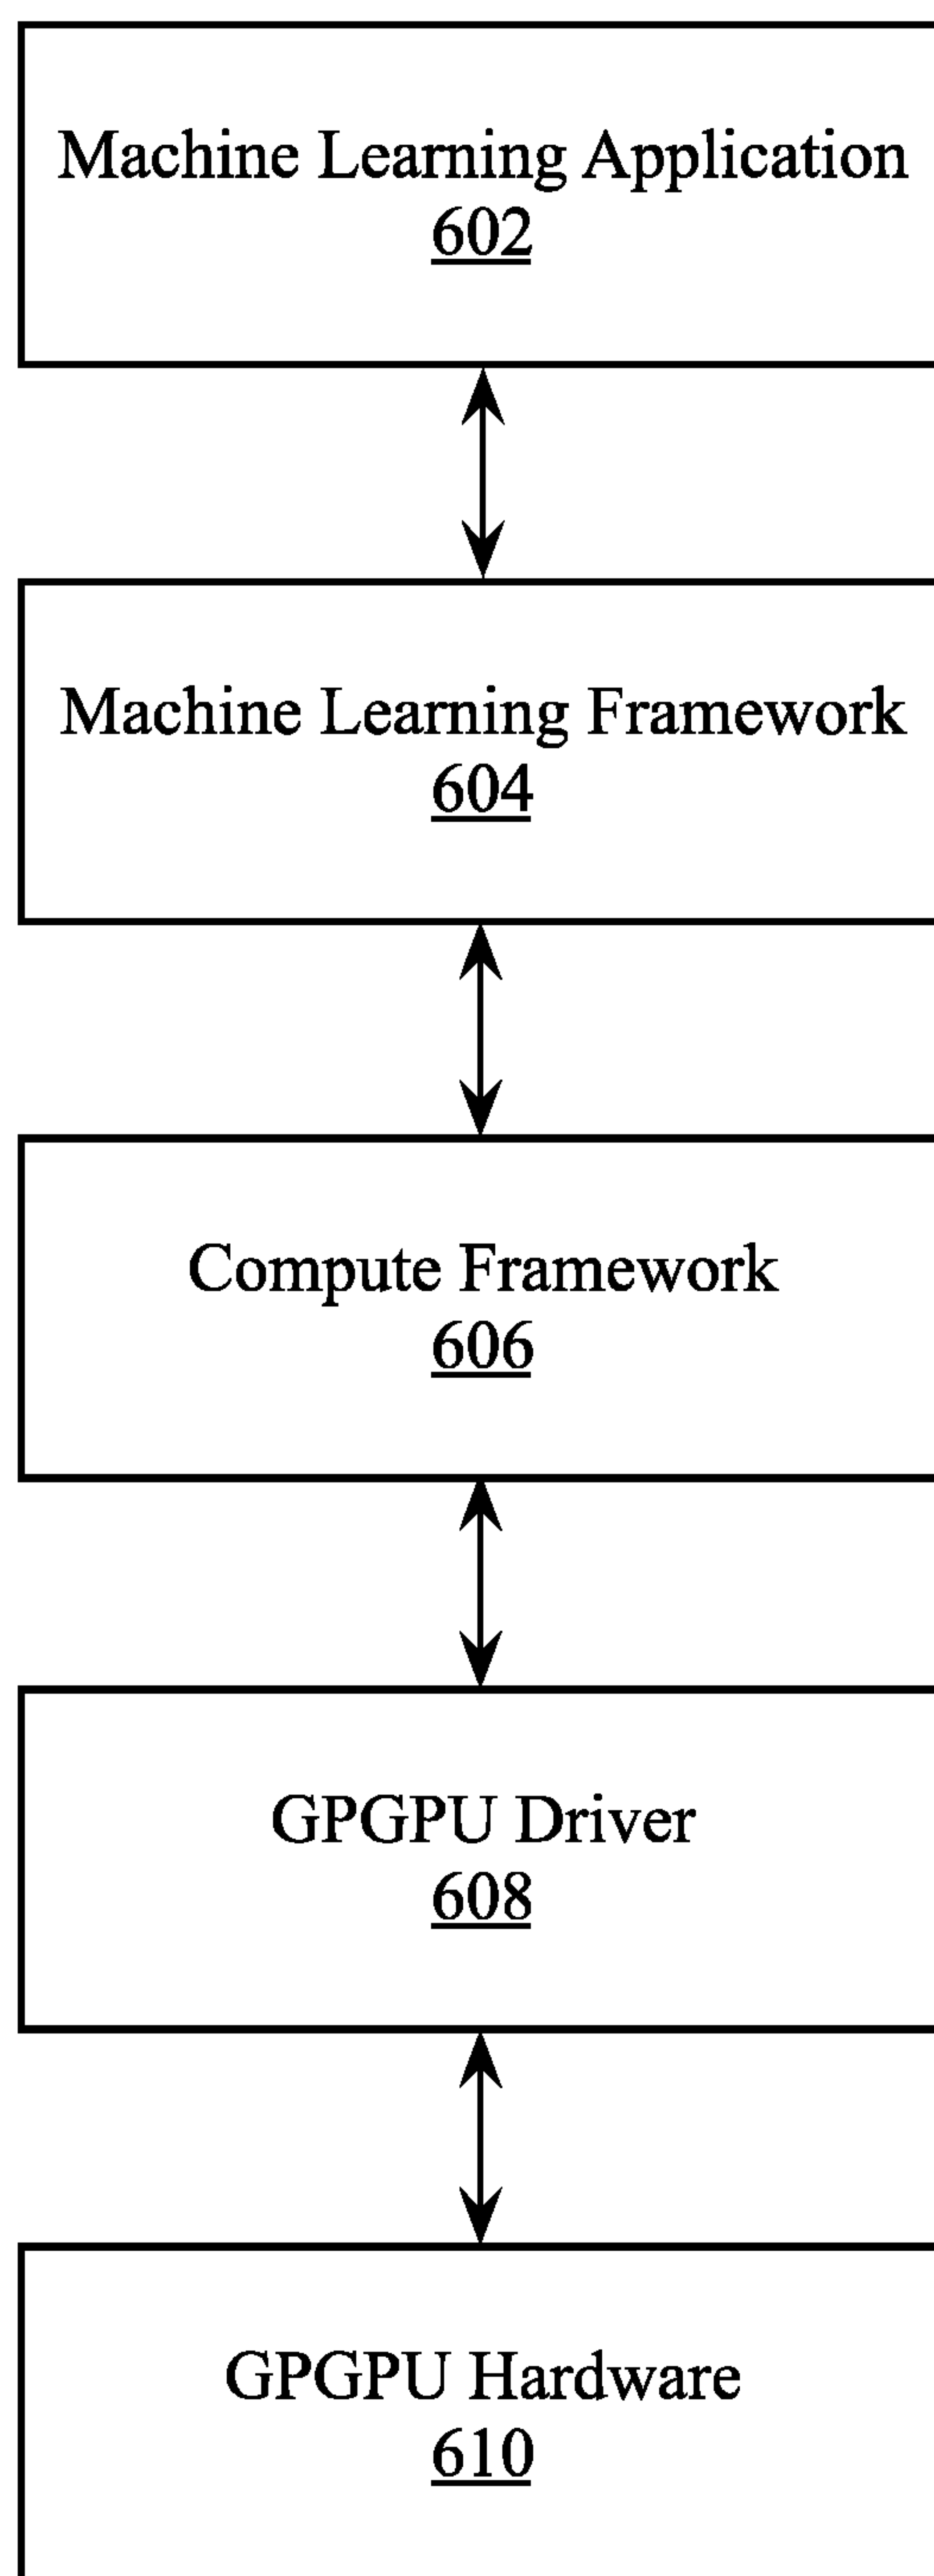 Machine Learning Application
602
Machine Learning Framework
604
Compute Framework
606
GPGPU Driver
608
GPGPU Hardware
610